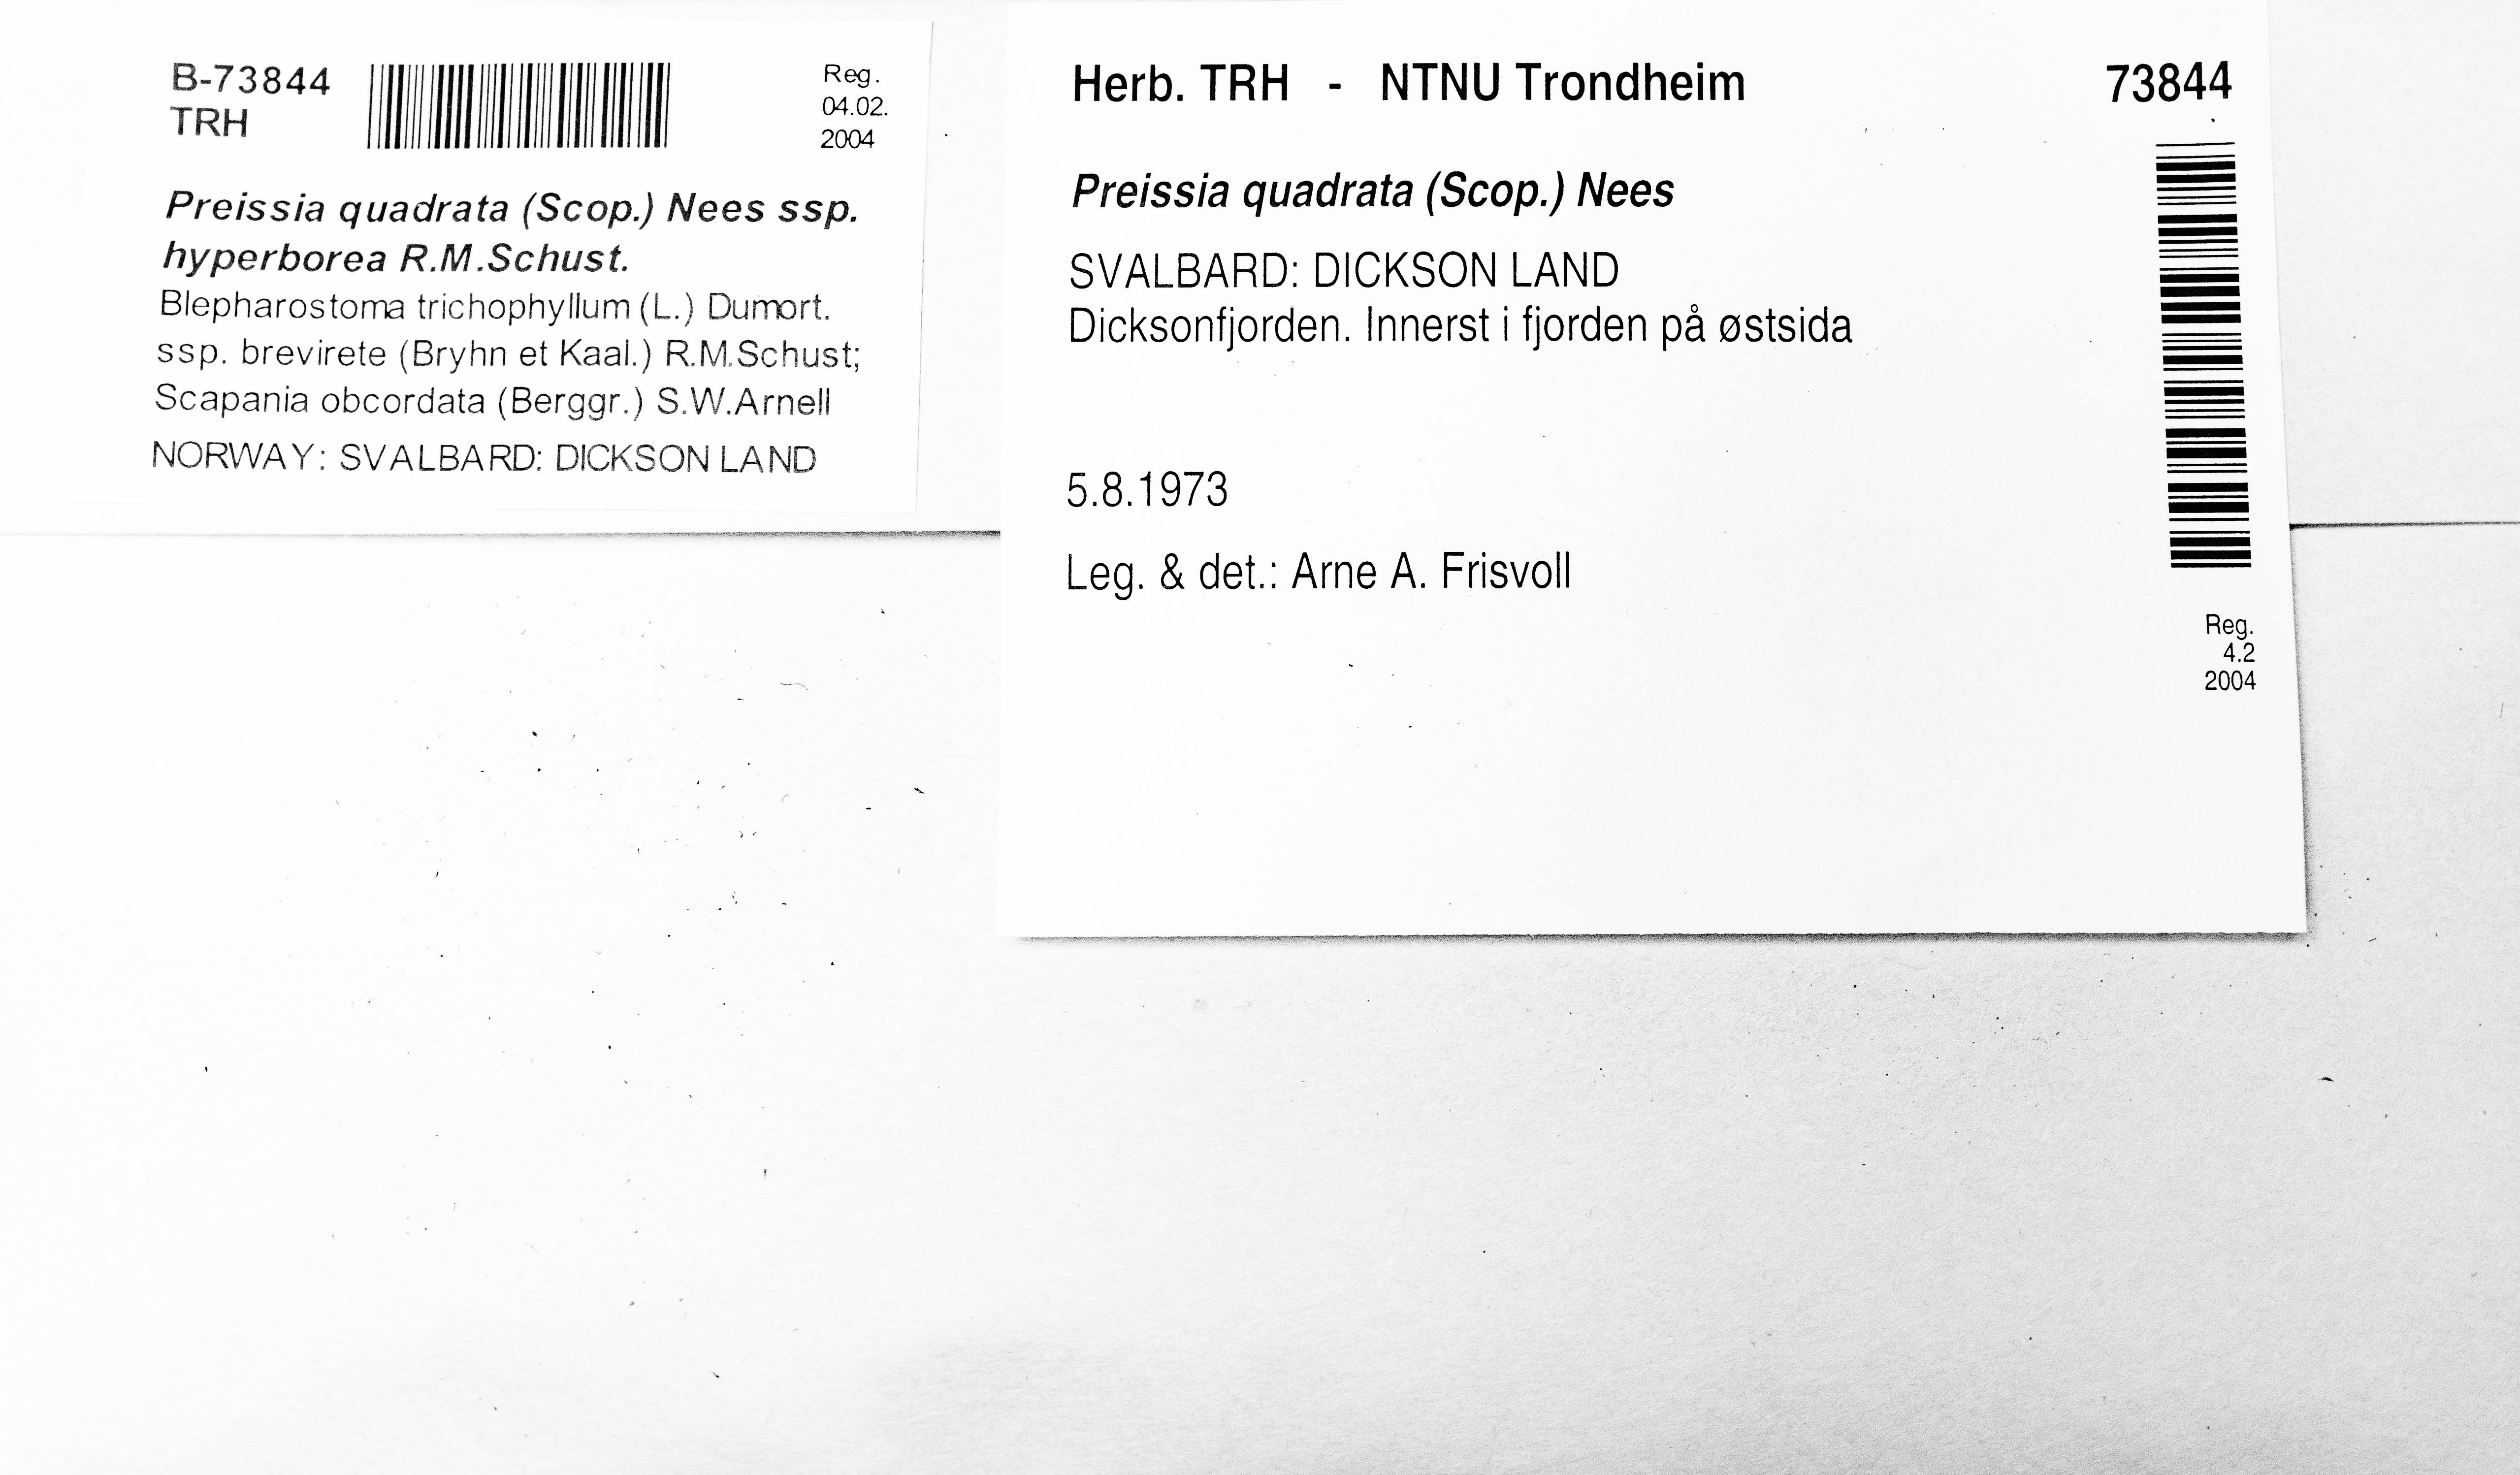 B-73844
TRH
Reg.
04.02.
2004
Preissia quadrata (Scop.) Nees ssp.
hyperborea R.M.Schust.
Blepharostoma trichophyllum (L.) Dumort.
ssp. brevirete (Bryhn et Kaal.) R.M.Schust;
Scapania obcordata (Berggr.) S.W.Arnell
NORWAY: SVALBARD: DICKSON LAND
Herb. TRH - NTNU Trondheim 73844
Preissia quadrata (Scop.) Nees
SVALBARD: DICKSON LAND
Dicksonfjorden. Innerst i fjorden på østsida
5.8.1973
Leg. & det.: Arne A. Frisvoll
Reg.
4.2
2004